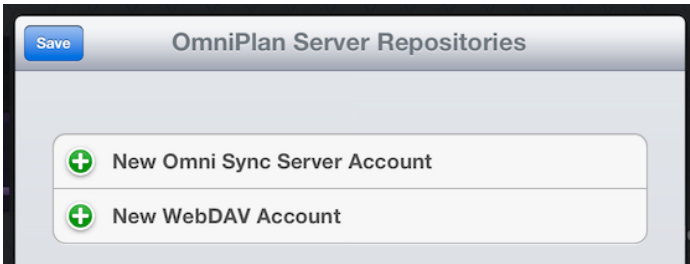 Save
OmniPlan Server Repositories
New Omni Sync Server Account
New WebDAV Account